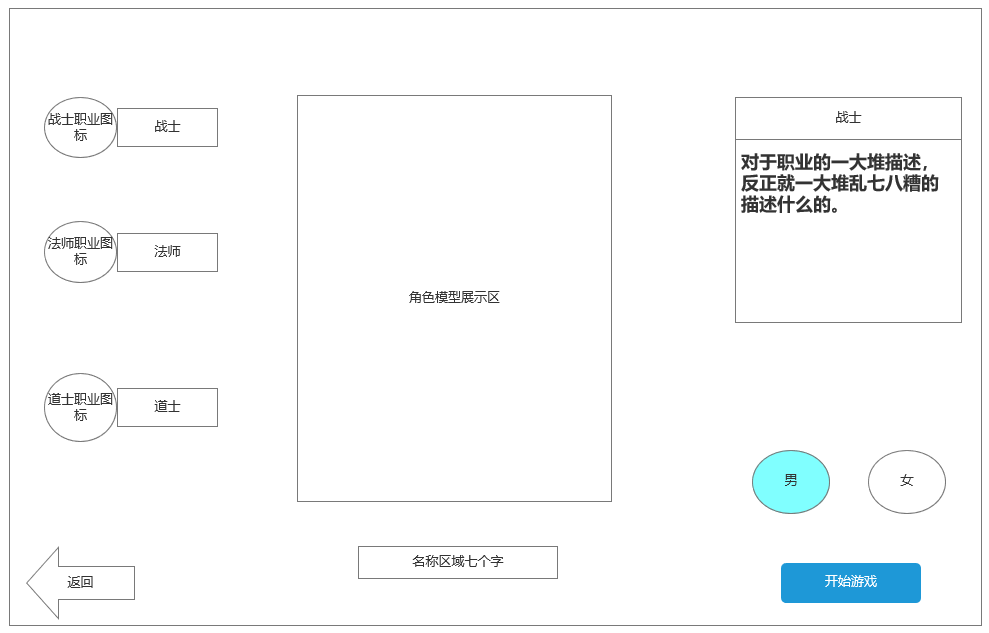 战士职业图
标
战士
法师职业图
标
法师
道士职业图
标
道士
返回
角色模型展示区
名称区域七个字
战士
对于职业的一大堆描述，
反正就一大堆乱七八糟的
描述什么的。
男
女
开始游戏